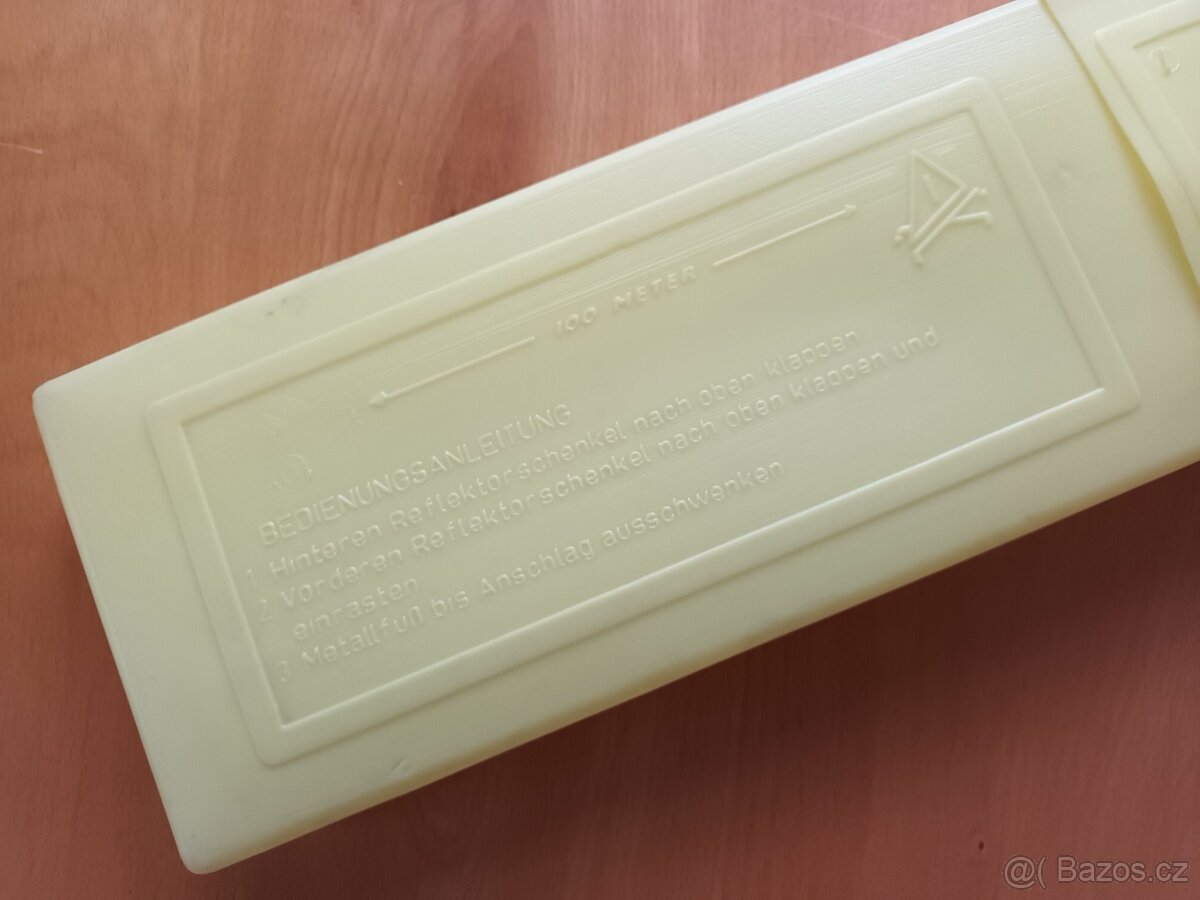 100 METER
BEDIENUNGSANLEITUNG
1 Hinteren Reflektorschenkel nach oben klappen
2 Vorderen Reflektorschenkel nach oben klappen und
einrasten
3 Metallfuß bis Anschlag ausschwenken
@( Bazos.cz